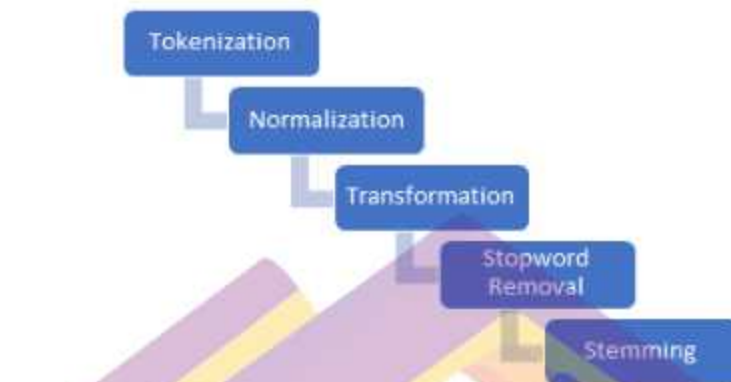 Tokenization
Normalization
Transformation
Stopword
Removal
Stemming